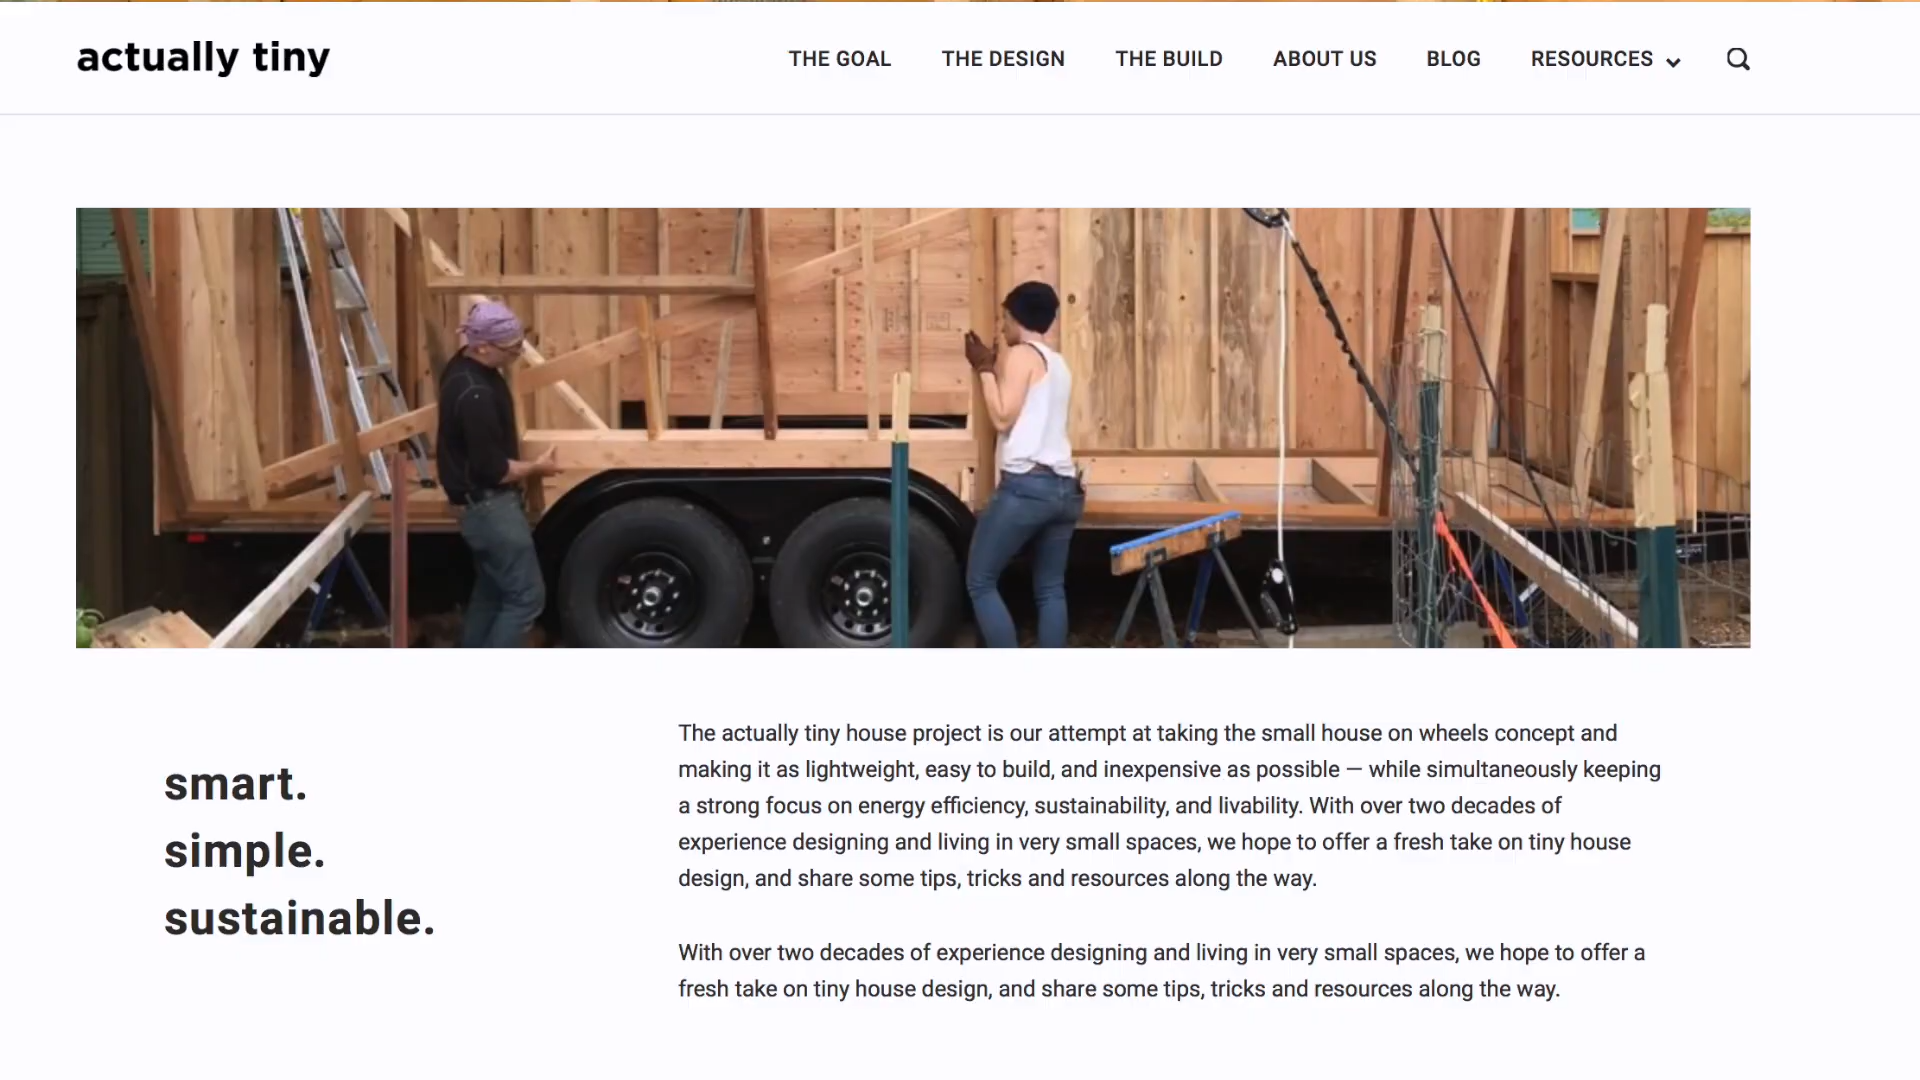 actually tiny
THE GOAL THE DESIGN THE BUILD ABOUT US BLOG RESOURCES
smart.
simple.
sustainable.
The actually tiny house project is our attempt at taking the small house on wheels concept and
making it as lightweight, easy to build, and inexpensive as possible — while simultaneously keeping
a strong focus on energy efficiency, sustainability, and livability. With over two decades of
experience designing and living in very small spaces, we hope to offer a fresh take on tiny house
design, and share some tips, tricks and resources along the way.
With over two decades of experience designing and living in very small spaces, we hope to offer a
fresh take on tiny house design, and share some tips, tricks and resources along the way.